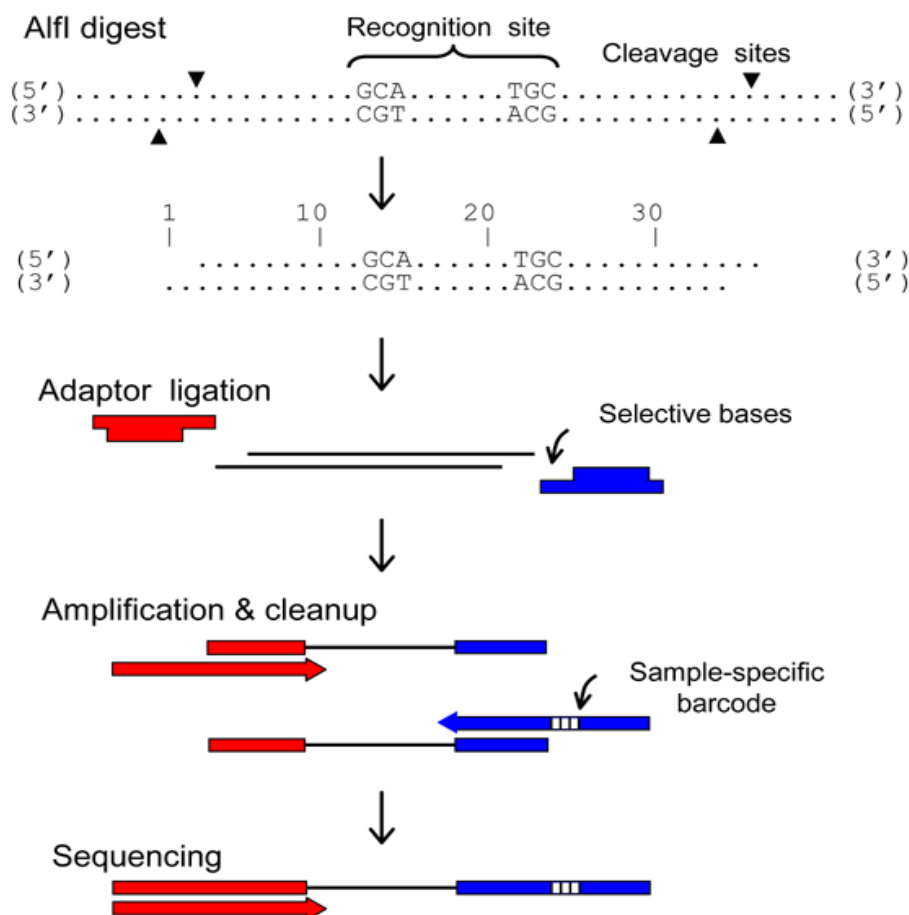 AlfI digest
Recognition site
Cleavage sites
(5′) .................GCA......TGC................. (3′)
(3′) .................CGT......ACG................. (5′)
1 10 20 30
(5′) ..........GCA......TGC............ (3′)
(3′) ............CGT......ACG.......... (5′)
Adaptor ligation
Selective bases
Amplification & cleanup
Sample-specific
barcode
Sequencing